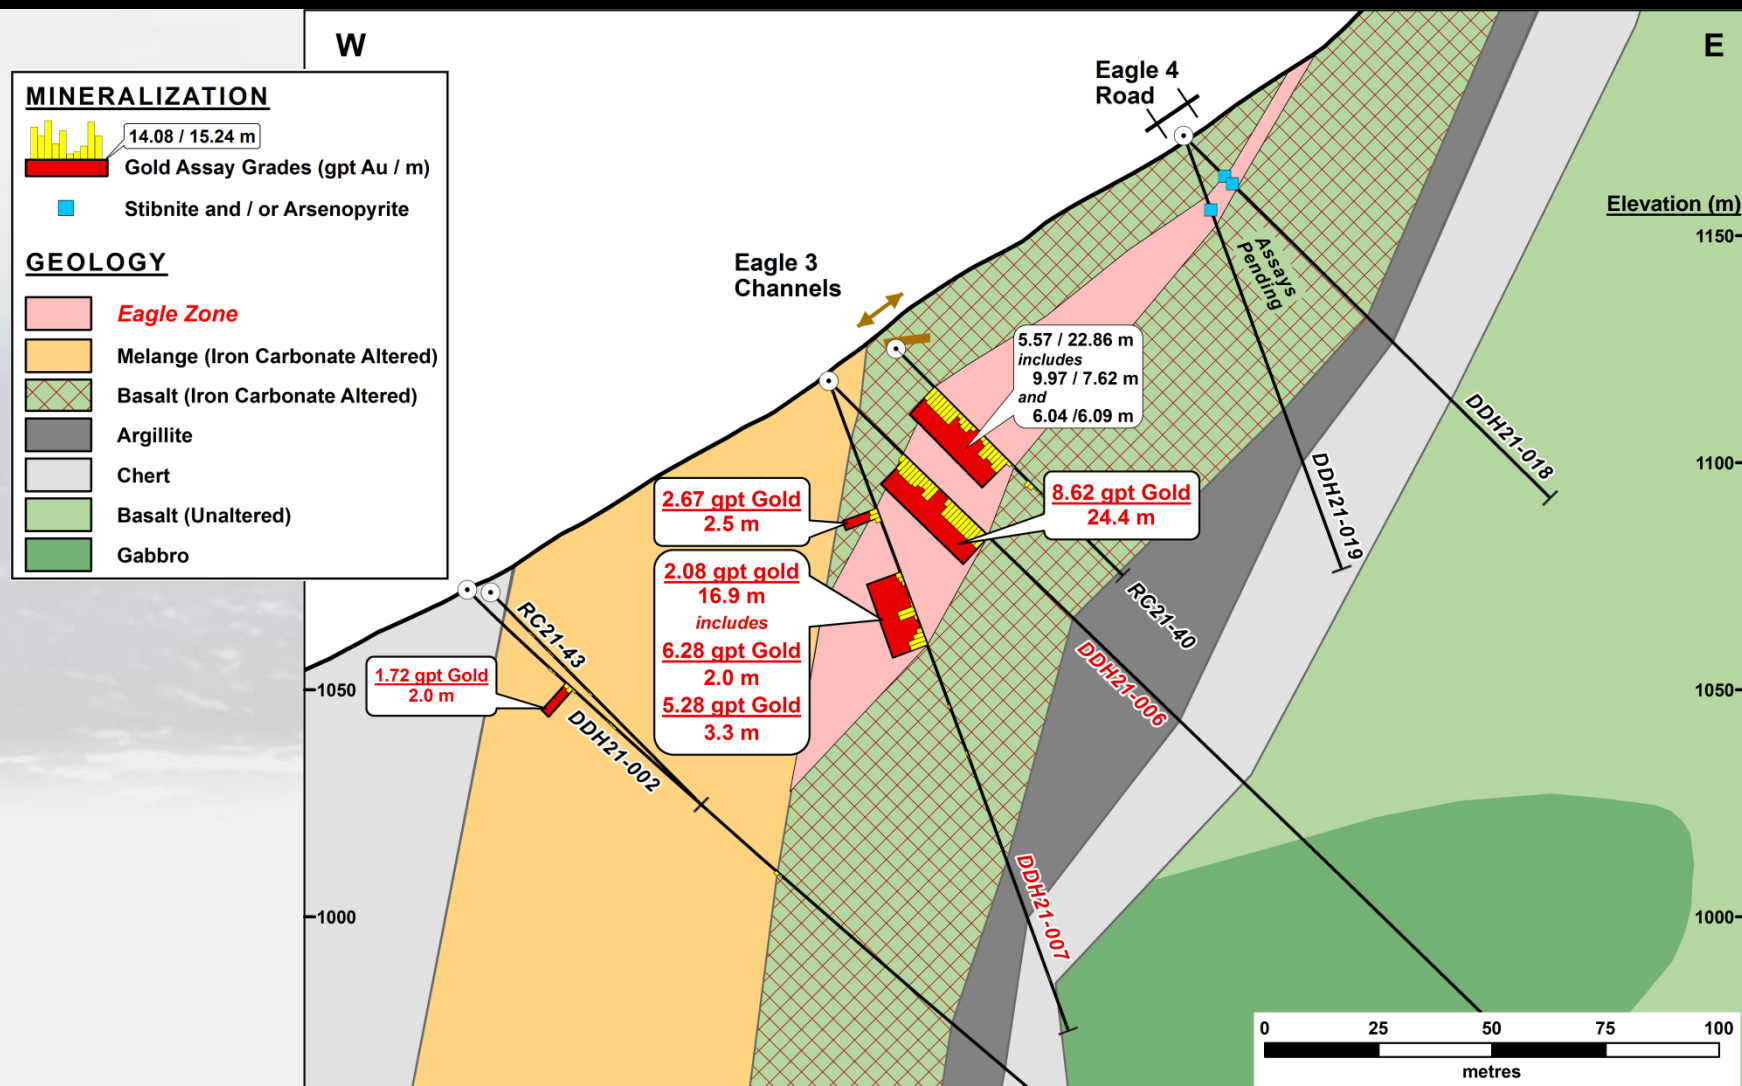 W
E
MINERALIZATION
14.08 / 15.24 m
Gold Assay Grades (gpt Au / m)
Stibnite and / or Arsenopyrite
GEOLOGY
Eagle Zone
Melange (Iron Carbonate Altered)
Basalt (Iron Carbonate Altered)
Argillite
Chert
Basalt (Unaltered)
Gabbro
Eagle 4
Road
Elevation (m)
1150
Assays
Pending
Eagle 3
Channels
5.57 / 22.86 m
includes
9.97 / 7.62 m
and
6.04 /6.09 m
DDH21-018
1100
DDH21-019
2.67 gpt Gold
2.5 m
8.62 gpt Gold
24.4 m
2.08 gpt gold
16.9 m
includes
6.28 gpt Gold
2.0 m
5.28 gpt Gold
3.3 m
RC21-43
RC21-40
1.72 gpt Gold
2.0 m
1050
DDH21-002
DDH21-006
1050
DDH21-007
1000
1000
0 25 50 75 100
metres